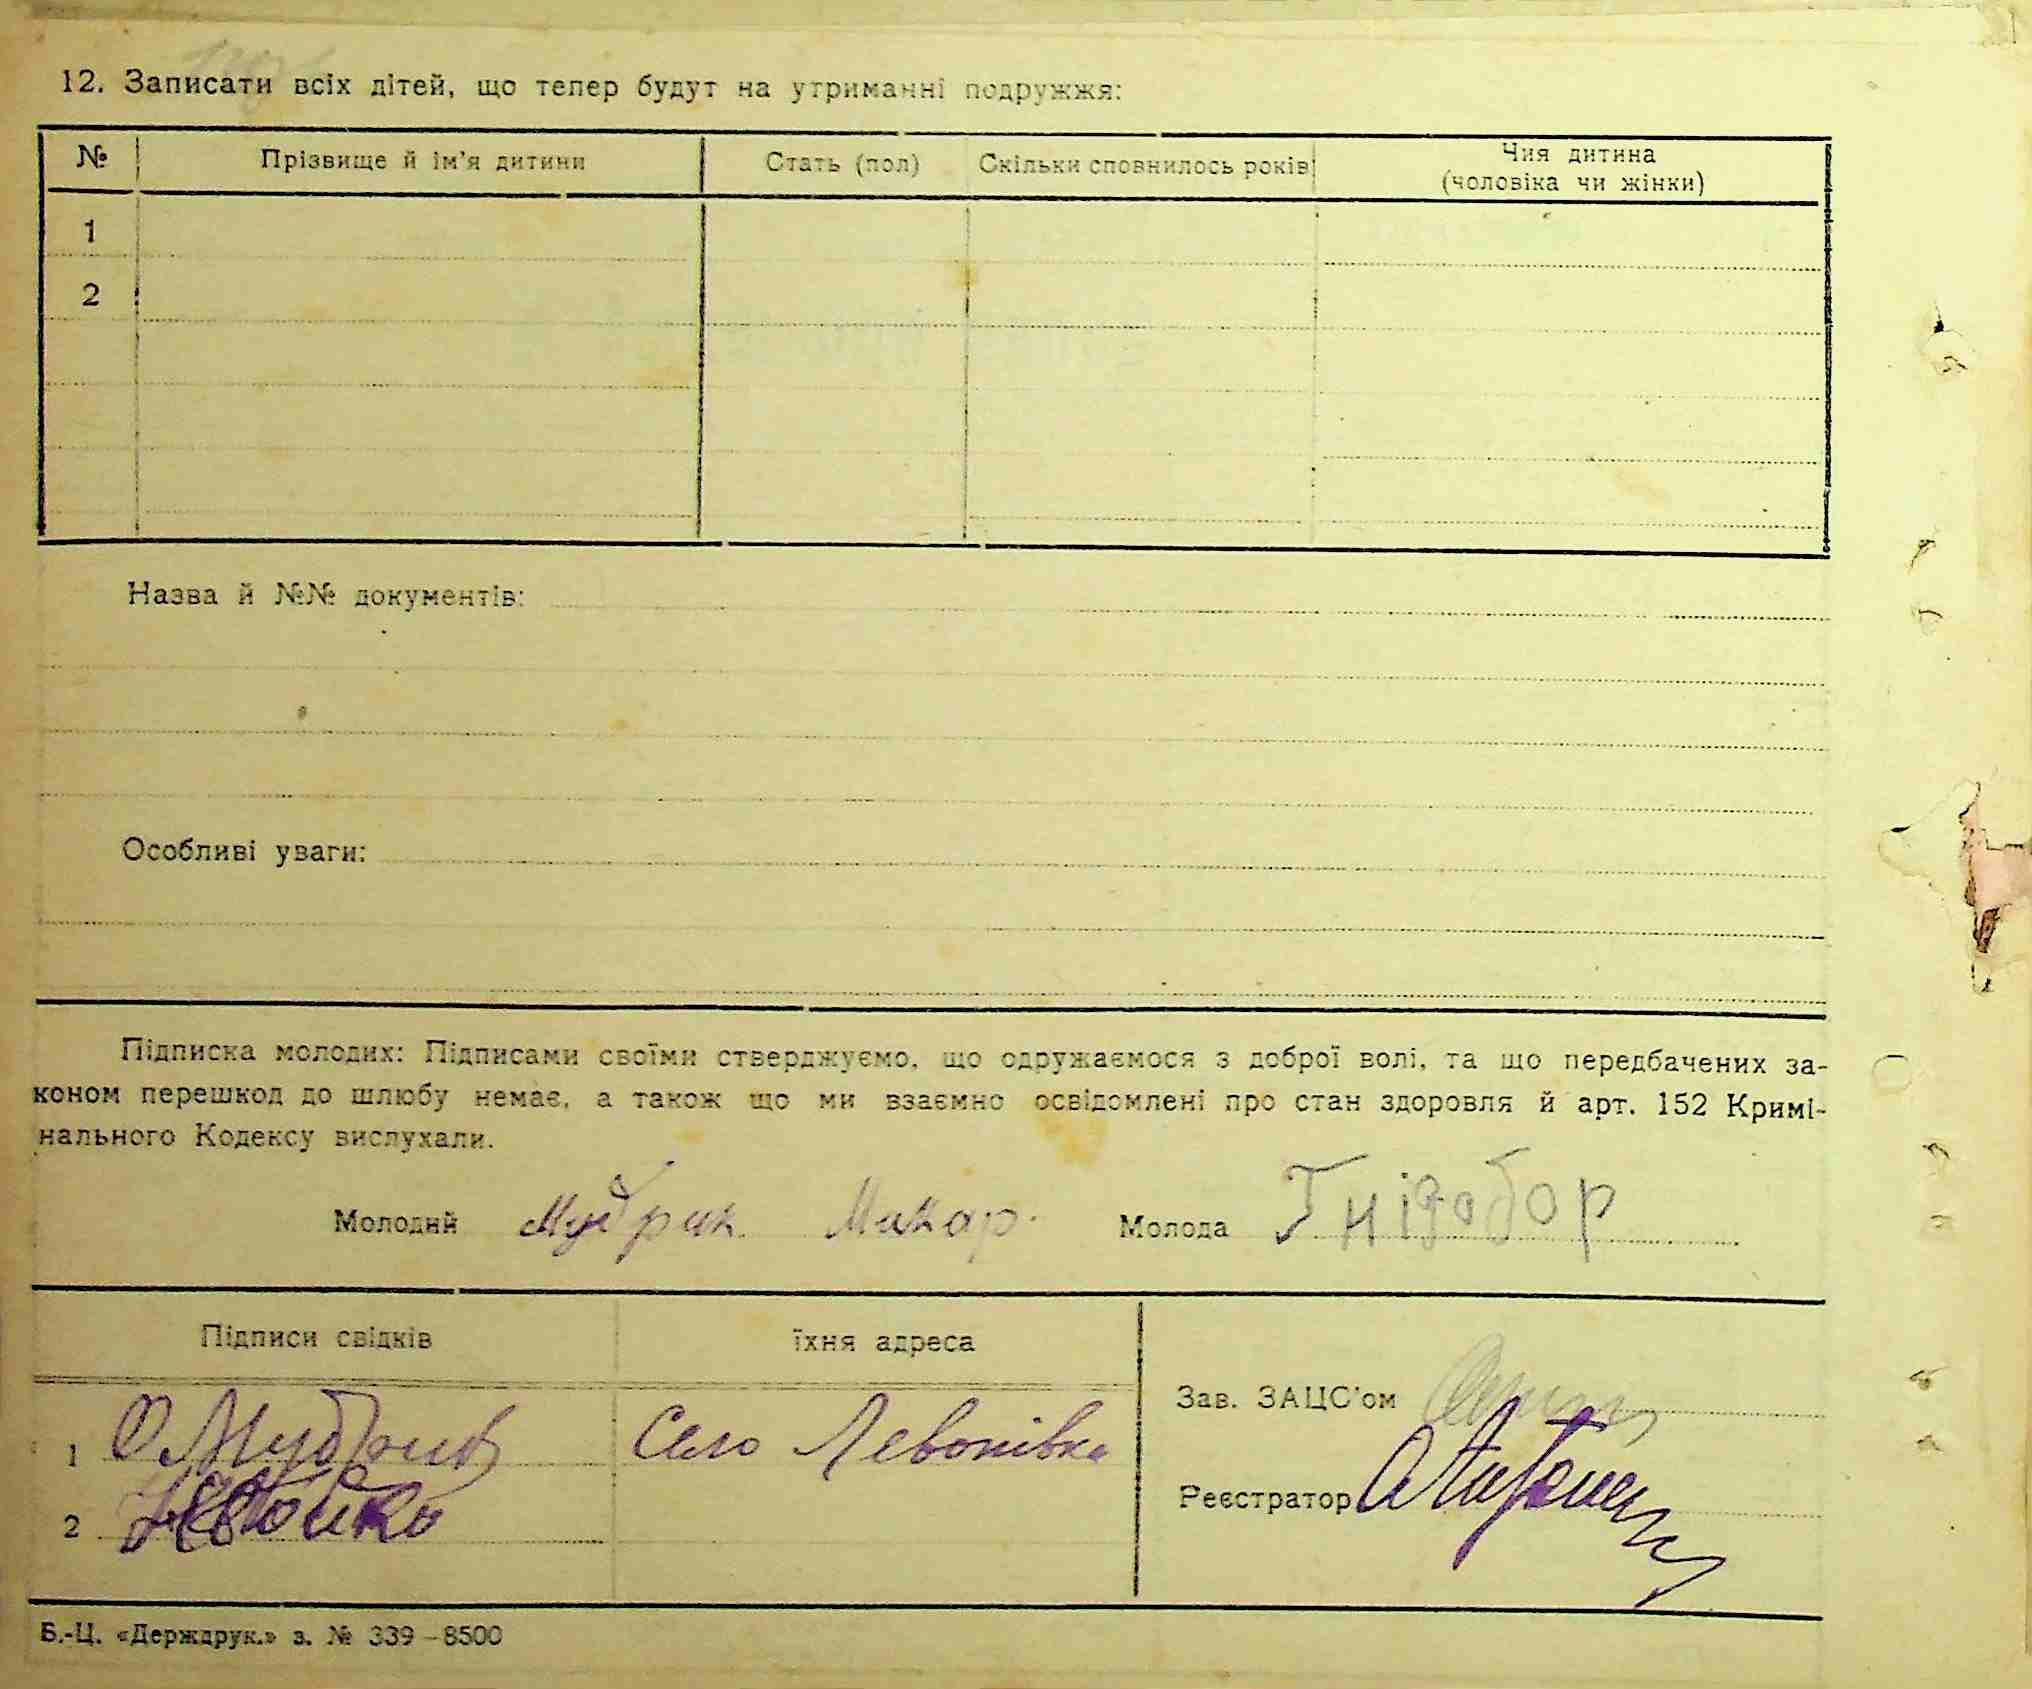 12. Записати всіх дітей, що тепер будут на утриманні подружжя:
№ Прізвище й ім'я дитини Стать (пол) Скільки сповнилось років Чия дитина
(чоловіка чи жінки)
1
2
Назва й №№ документів:
Особливі уваги:
Підписка молодих: Підписами своїми стверджуємо, що одружаємося з доброї волі, та що передбачених за-
коном перешкод до шлюбу немає, а також що ми взаємно освідомлені про стан здоровля й арт. 152 Кримі-
нального Кодексу вислухали.
Молодий Мудрик Макар. Молода Гнідобор
Підписи свідків їхня адреса
Зав. ЗАЦС'ом
1 О Мудрик Село Левонівка
Реєстратор
2
Б.-Ц. «Держдрук.» з. № 339-8500